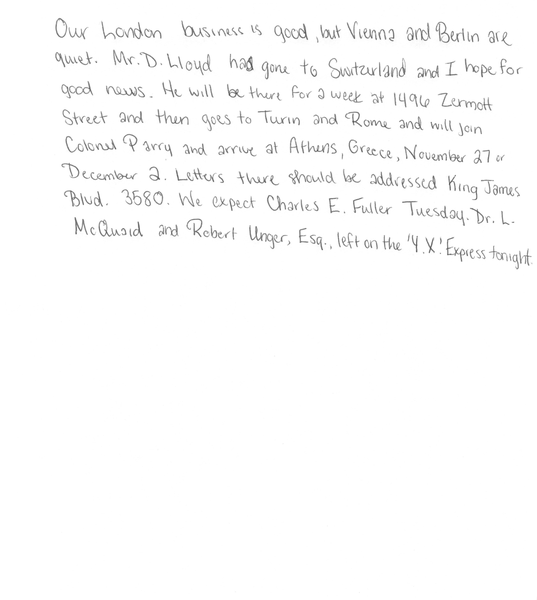 Our London business is good, but Vienna and Berlin are
quiet. Mr. D. Lloyd has gone to Switzurland and I hope for
good news. He will be there for a week at 1496 Zermott
Street and then goes to Turin and Rome and will join
Colonel Parry and arrive at Athens, Greece, November 27 or
December 2. Letters there should be addressed King James
Blvd. 3580. We expect Charles E. Fuller Tuesday. Dr. L.
McQuaid and Robert Unger, Esq., left on the 'Y.X.' Express tonight.